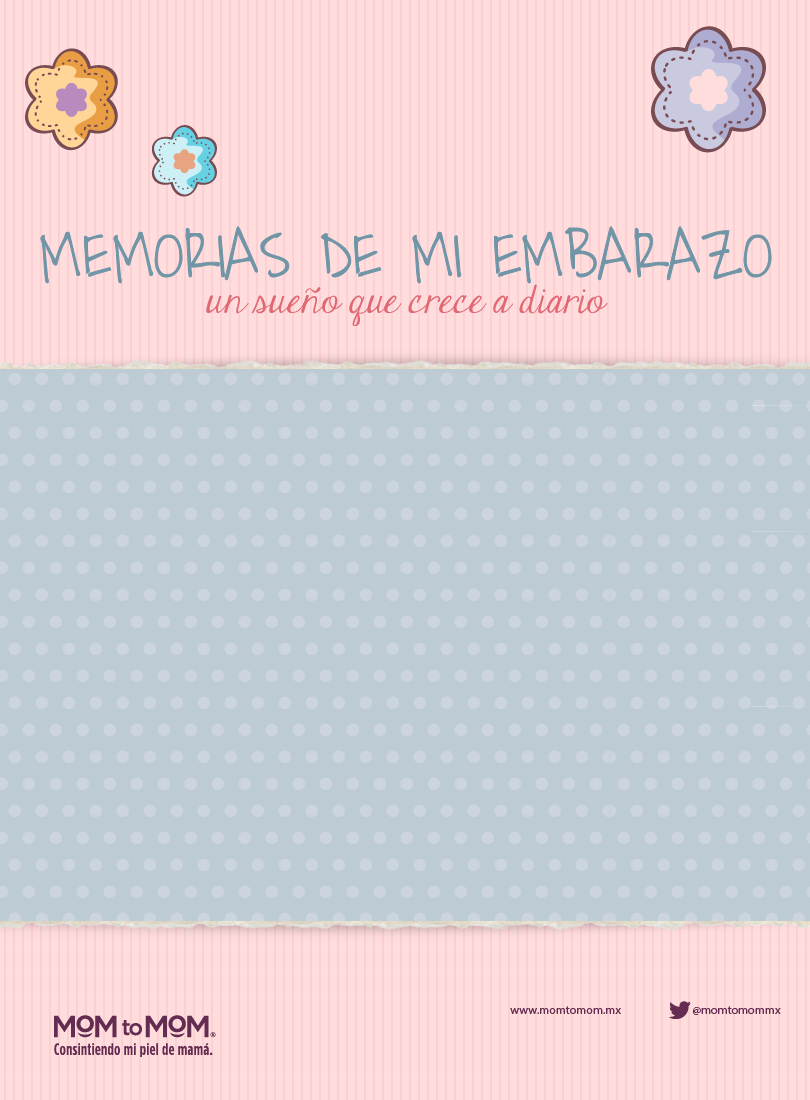 MEMORIAS DE MI EMBARAZO
un sueño que crece a diario
MOM to MOM®
Consintiendo mi piel de mamá.
www.momtomom.mx
@momtomommx